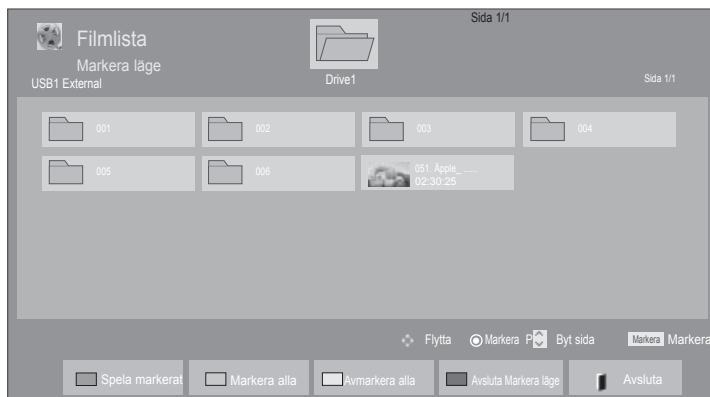 Sida 1/1
Filmlista
Markera läge
USB1 External
Drive1
Sida 1/1
001
002
003
004
005
006
051. Äpple_ ......
02:30:25
Flytta
Markera
P
Byt sida
Markera
Markera
Spela markerat
Markera alla
Avmarkera alla
Avsluta Markera läge
Avsluta